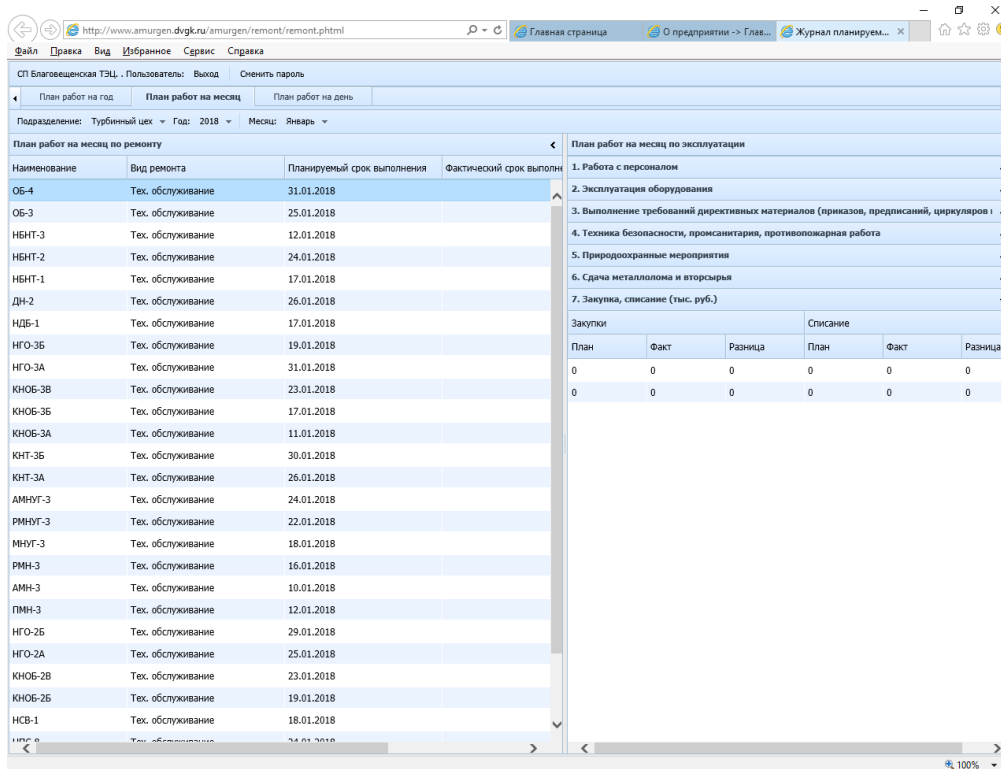 http://www.amurgen.dvgk.ru/amurgen/remont/remont.phtml
Главная страница
О предприятии -> Глав...
Журнал планируем...
Файл Правка Вид Избранное Сервис Справка
СП Благовещенская ТЭЦ. . Пользователь: Выход Сменить пароль
План работ на год План работ на месяц План работ на день
Подразделение: Турбинный цех Год: 2018 Месяц: Январь
План работ на месяц по ремонту
Наименование Вид ремонта Планируемый срок выполнения Фактический срок выполне
ОБ-4 Тех. обслуживание 31.01.2018
ОБ-3 Тех. обслуживание 25.01.2018
НБНТ-3 Тех. обслуживание 12.01.2018
НБНТ-2 Тех. обслуживание 24.01.2018
НБНТ-1 Тех. обслуживание 17.01.2018
ДН-2 Тех. обслуживание 26.01.2018
НДБ-1 Тех. обслуживание 17.01.2018
НГО-3Б Тех. обслуживание 19.01.2018
НГО-3А Тех. обслуживание 31.01.2018
КНОБ-3В Тех. обслуживание 23.01.2018
КНОБ-3Б Тех. обслуживание 17.01.2018
КНОБ-3А Тех. обслуживание 11.01.2018
КНТ-3Б Тех. обслуживание 30.01.2018
КНТ-3А Тех. обслуживание 26.01.2018
АМНУГ-3 Тех. обслуживание 24.01.2018
РМНУГ-3 Тех. обслуживание 22.01.2018
МНУГ-3 Тех. обслуживание 18.01.2018
РМН-3 Тех. обслуживание 16.01.2018
АМН-3 Тех. обслуживание 10.01.2018
ПМН-3 Тех. обслуживание 12.01.2018
НГО-2Б Тех. обслуживание 29.01.2018
НГО-2А Тех. обслуживание 25.01.2018
КНОБ-2В Тех. обслуживание 23.01.2018
КНОБ-2Б Тех. обслуживание 19.01.2018
НСВ-1 Тех. обслуживание 18.01.2018
Тех. обслуживание 24.01.2018
План работ на месяц по эксплуатации
1. Работа с персоналом
2. Эксплуатация оборудования
3. Выполнение требований директивных материалов (приказов, предписаний, циркуляров и
4. Техника безопасности, промсанитария, противопожарная работа
5. Природоохранные мероприятия
6. Сдача металлолома и вторсырья
7. Закупка, списание (тыс. руб.)
Закупки Списание
План Факт Разница План Факт Разница
0 0 0 0 0 0
0 0 0 0 0 0
100%